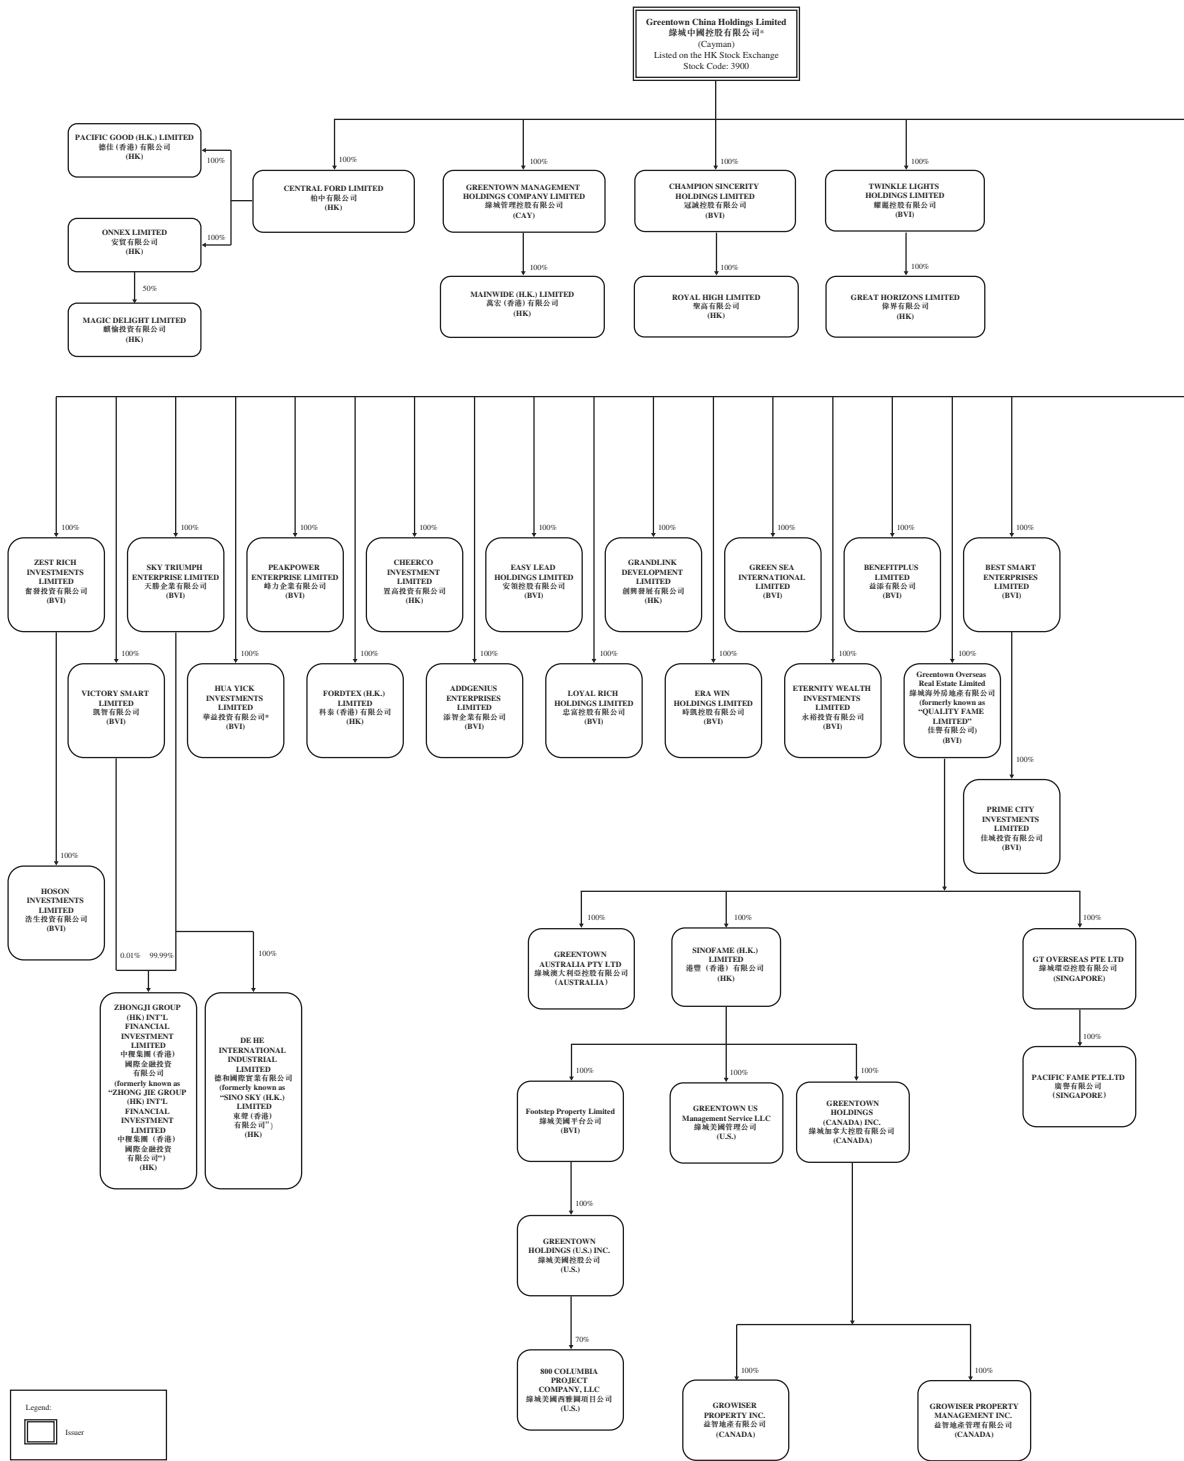 Greentown China Holdings Limited
綠城中國控股有限公司*
(Cayman)
Listed on the HK Stock Exchange
Stock Code: 3900
PACIFIC GOOD (H.K.) LIMITED
德佳 (香港) 有限公司
(HK)
100%
100%
100%
100%
100%
CENTRAL FORD LIMITED
柏中有限公司
(HK)
GREENTOWN MANAGEMENT
HOLDINGS COMPANY LIMITED
綠城管理控股有限公司
(CAY)
CHAMPION SINCERITY
HOLDINGS LIMITED
冠誠控股有限公司
(BVI)
TWINKLE LIGHTS
HOLDINGS LIMITED
耀麗控股有限公司
(BVI)
ONNEX LIMITED
安貿有限公司
(HK)
100%
50%
100%
100%
100%
MAGIC DELIGHT LIMITED
麒愉投資有限公司
(HK)
MAINWIDE (H.K.) LIMITED
萬宏 (香港) 有限公司
(HK)
ROYAL HIGH LIMITED
聖高有限公司
(HK)
GREAT HORIZONS LIMITED
偉界有限公司
(HK)
100%
100%
100%
100%
100%
100%
100%
100%
100%
ZEST RICH
INVESTMENTS
LIMITED
奮發投資有限公司
(BVI)
SKY TRIUMPH
ENTERPRISE LIMITED
天勝企業有限公司
(BVI)
PEAKPOWER
ENTERPRISE LIMITED
峰力企業有限公司
(BVI)
CHEERCO
INVESTMENT
LIMITED
置高投資有限公司
(HK)
EASY LEAD
HOLDINGS LIMITED
安領控股有限公司
(BVI)
GRANDLINK
DEVELOPMENT
LIMITED
創興發展有限公司
(HK)
GREEN SEA
INTERNATIONAL
LIMITED
(BVI)
BENEFITPLUS
LIMITED
益添有限公司
(BVI)
BEST SMART
ENTERPRISES
LIMITED
(BVI)
100%
100%
100%
100%
100%
100%
100%
100%
VICTORY SMART
LIMITED
凱智有限公司
(BVI)
HUA YICK
INVESTMENTS
LIMITED
華益投資有限公司*
(BVI)
FORDTEX (H.K.)
LIMITED
科泰 (香港) 有限公司
(HK)
ADDGENIUS
ENTERPRISES
LIMITED
添智企業有限公司
(BVI)
LOYAL RICH
HOLDINGS LIMITED
忠富控股有限公司
(BVI)
ERA WIN
HOLDINGS LIMITED
時凱控股有限公司
(BVI)
ETERNITY WEALTH
INVESTMENTS
LIMITED
永裕投資有限公司
(BVI)
Greentown Overseas
Real Estate Limited
綠城海外房地產有限公司
(formerly known as
"QUALITY FAME
LIMITED"
佳譽有限公司)
(BVI)
100%
PRIME CITY
INVESTMENTS
LIMITED
佳城投資有限公司
(BVI)
100%
HOSON
INVESTMENTS
LIMITED
浩生投資有限公司
(BVI)
0.01%
99.99%
100%
100%
100%
100%
GREENTOWN
AUSTRALIA PTY LTD
綠城澳大利亞控股有限公司
(AUSTRALIA)
SINOFAME (H.K.)
LIMITED
港豐 (香港) 有限公司
(HK)
GT OVERSEAS PTE LTD
綠城環亞控股有限公司
(SINGAPORE)
ZHONGJI GROUP
(HK) INT'L
FINANCIAL
INVESTMENT
LIMITED
中稷集團 (香港)
國際金融投資
有限公司
(formerly known as
"ZHONG JIE GROUP
(HK) INT'L
FINANCIAL
INVESTMENT
LIMITED
中稷集團 (香港)
國際金融投資
有限公司")
(HK)
DE HE
INTERNATIONAL
INDUSTRIAL
LIMITED
德和國際實業有限公司
(formerly known as
"SINO SKY (H.K.)
LIMITED
東聲 (香港)
有限公司")
(HK)
100%
100%
100%
100%
Footstep Property Limited
綠城美國平台公司
(BVI)
GREENTOWN US
Management Service LLC
綠城美國管理公司
(U.S.)
GREENTOWN
HOLDINGS
(CANADA) INC.
綠城加拿大控股有限公司
(CANADA)
PACIFIC FAME PTE.LTD
廣譽有限公司
(SINGAPORE)
100%
GREENTOWN
HOLDINGS (U.S.) INC.
綠城美國控股公司
(U.S.)
70%
800 COLUMBIA
PROJECT
COMPANY, LLC
綠城美國西雅圖項目公司
(U.S.)
100%
100%
GROWISER
PROPERTY INC.
益智地產有限公司
(CANADA)
GROWISER PROPERTY
MANAGEMENT INC.
益智地產管理有限公司
(CANADA)
Legend:
Issuer